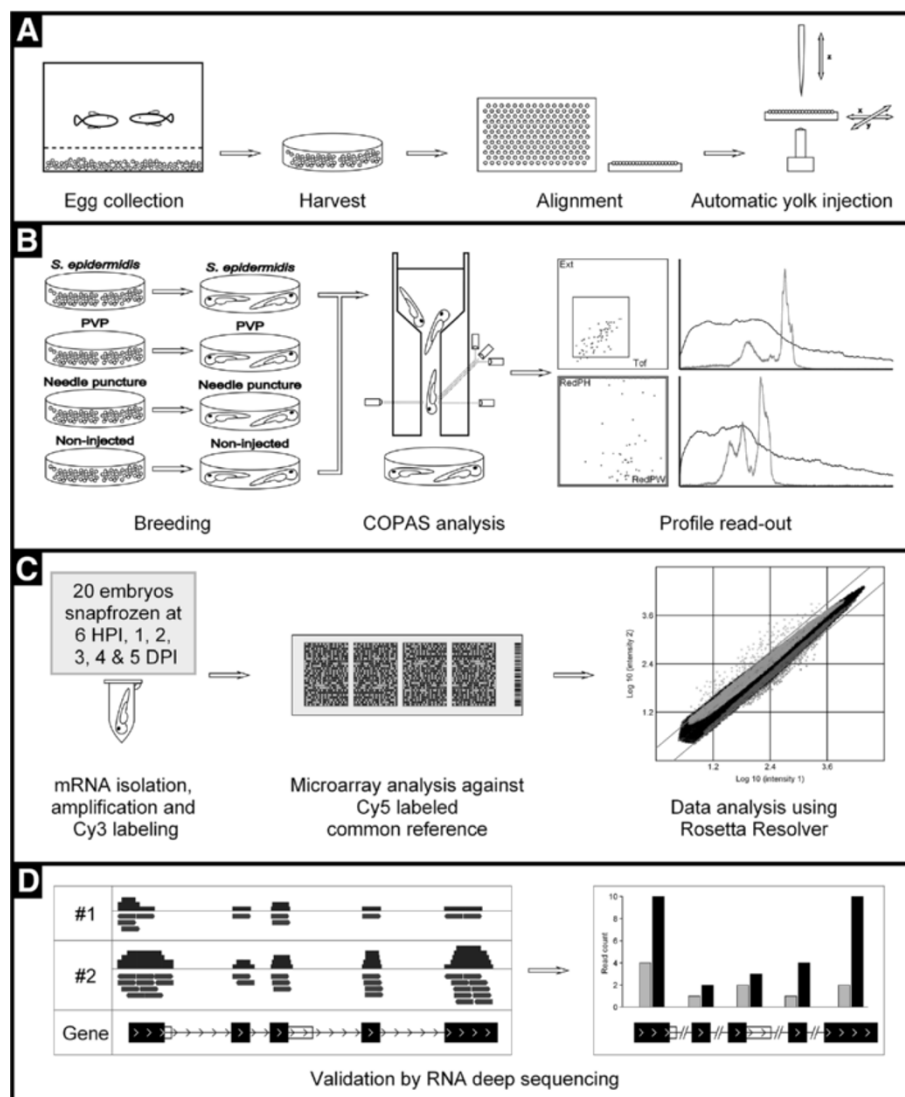 A
x
x
y
Egg collection
Harvest
Alignment
Automatic yolk injection
B
S. epidermidis
S. epidermidis
PVP
PVP
Needle puncture
Needle puncture
Non-injected
Non-injected
Ext
Tof
RedPH
RedPW
Breeding
COPAS analysis
Profile read-out
C
20 embryos
snapfrozen at
6 HPI, 1, 2,
3, 4 & 5 DPI
mRNA isolation,
amplification and
Cy3 labeling
Microarray analysis against
Cy5 labeled
common reference
Log 10 (intensity 2)
3.6
2.4
1.2
1.2 2.4 3.6
Log 10 (intensity 1)
Data analysis using
Rosetta Resolver
D
#1
#2
Gene
Read count
10
8
6
4
2
0
Validation by RNA deep sequencing